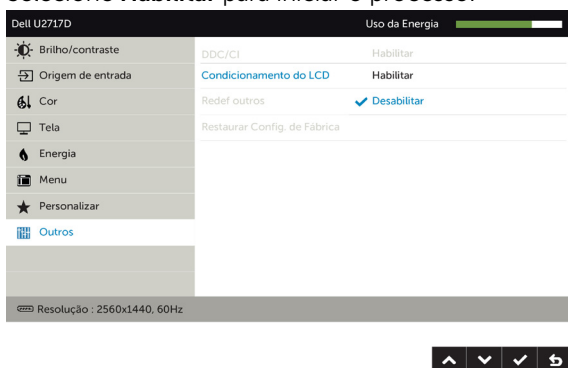 selecione Habilitar para iniciar o processo.
Dell U2717D Uso da Energia
Brilho/contraste DDC/CI Habilitar
Origem de entrada Condicionamento do LCD Habilitar
Cor Redef outros Desabilitar
Tela Restaurar Config. de Fábrica
Energia
Menu
Personalizar
Outros
Resolução : 2560x1440, 60Hz